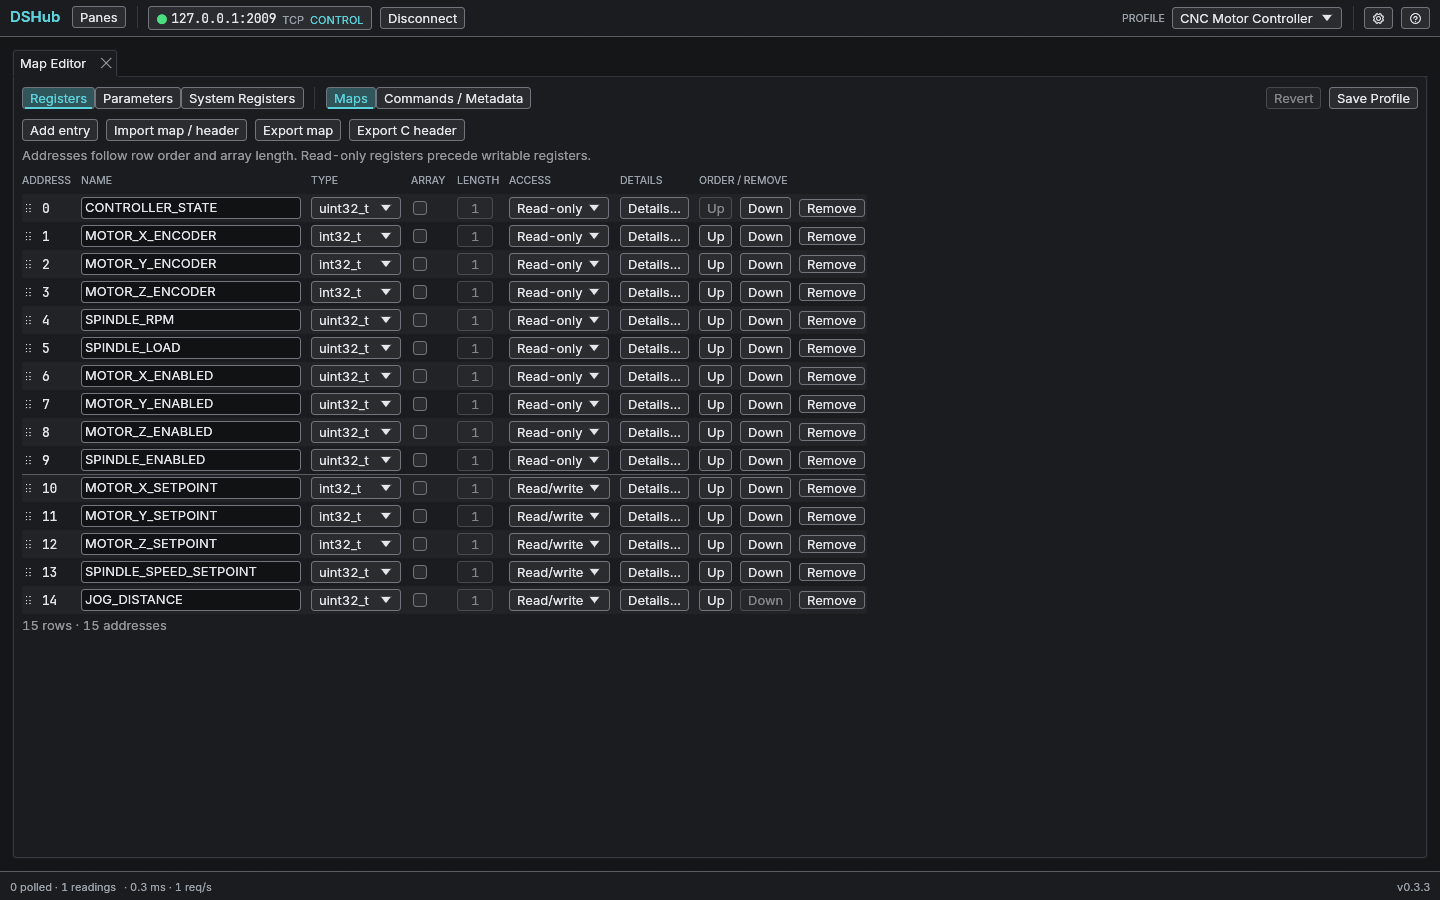 DSHub Panes 127.0.0.1:2009 TCP CONTROL Disconnect PROFILE CNC Motor Controller
Map Editor
Registers Parameters System Registers Maps Commands / Metadata Revert Save Profile
Add entry Import map / header Export map Export C header
Addresses follow row order and array length. Read-only registers precede writable registers.
ADDRESS NAME TYPE ARRAY LENGTH ACCESS DETAILS ORDER / REMOVE
0 CONTROLLER_STATE uint32_t 1 Read-only Details... Up Down Remove
1 MOTOR_X_ENCODER int32_t 1 Read-only Details... Up Down Remove
2 MOTOR_Y_ENCODER int32_t 1 Read-only Details... Up Down Remove
3 MOTOR_Z_ENCODER int32_t 1 Read-only Details... Up Down Remove
4 SPINDLE_RPM uint32_t 1 Read-only Details... Up Down Remove
5 SPINDLE_LOAD uint32_t 1 Read-only Details... Up Down Remove
6 MOTOR_X_ENABLED uint32_t 1 Read-only Details... Up Down Remove
7 MOTOR_Y_ENABLED uint32_t 1 Read-only Details... Up Down Remove
8 MOTOR_Z_ENABLED uint32_t 1 Read-only Details... Up Down Remove
9 SPINDLE_ENABLED uint32_t 1 Read-only Details... Up Down Remove
10 MOTOR_X_SETPOINT int32_t 1 Read/write Details... Up Down Remove
11 MOTOR_Y_SETPOINT int32_t 1 Read/write Details... Up Down Remove
12 MOTOR_Z_SETPOINT int32_t 1 Read/write Details... Up Down Remove
13 SPINDLE_SPEED_SETPOINT uint32_t 1 Read/write Details... Up Down Remove
14 JOG_DISTANCE uint32_t 1 Read/write Details... Up Down Remove
15 rows · 15 addresses
0 polled · 1 readings · 0.3 ms · 1 req/s v0.3.3